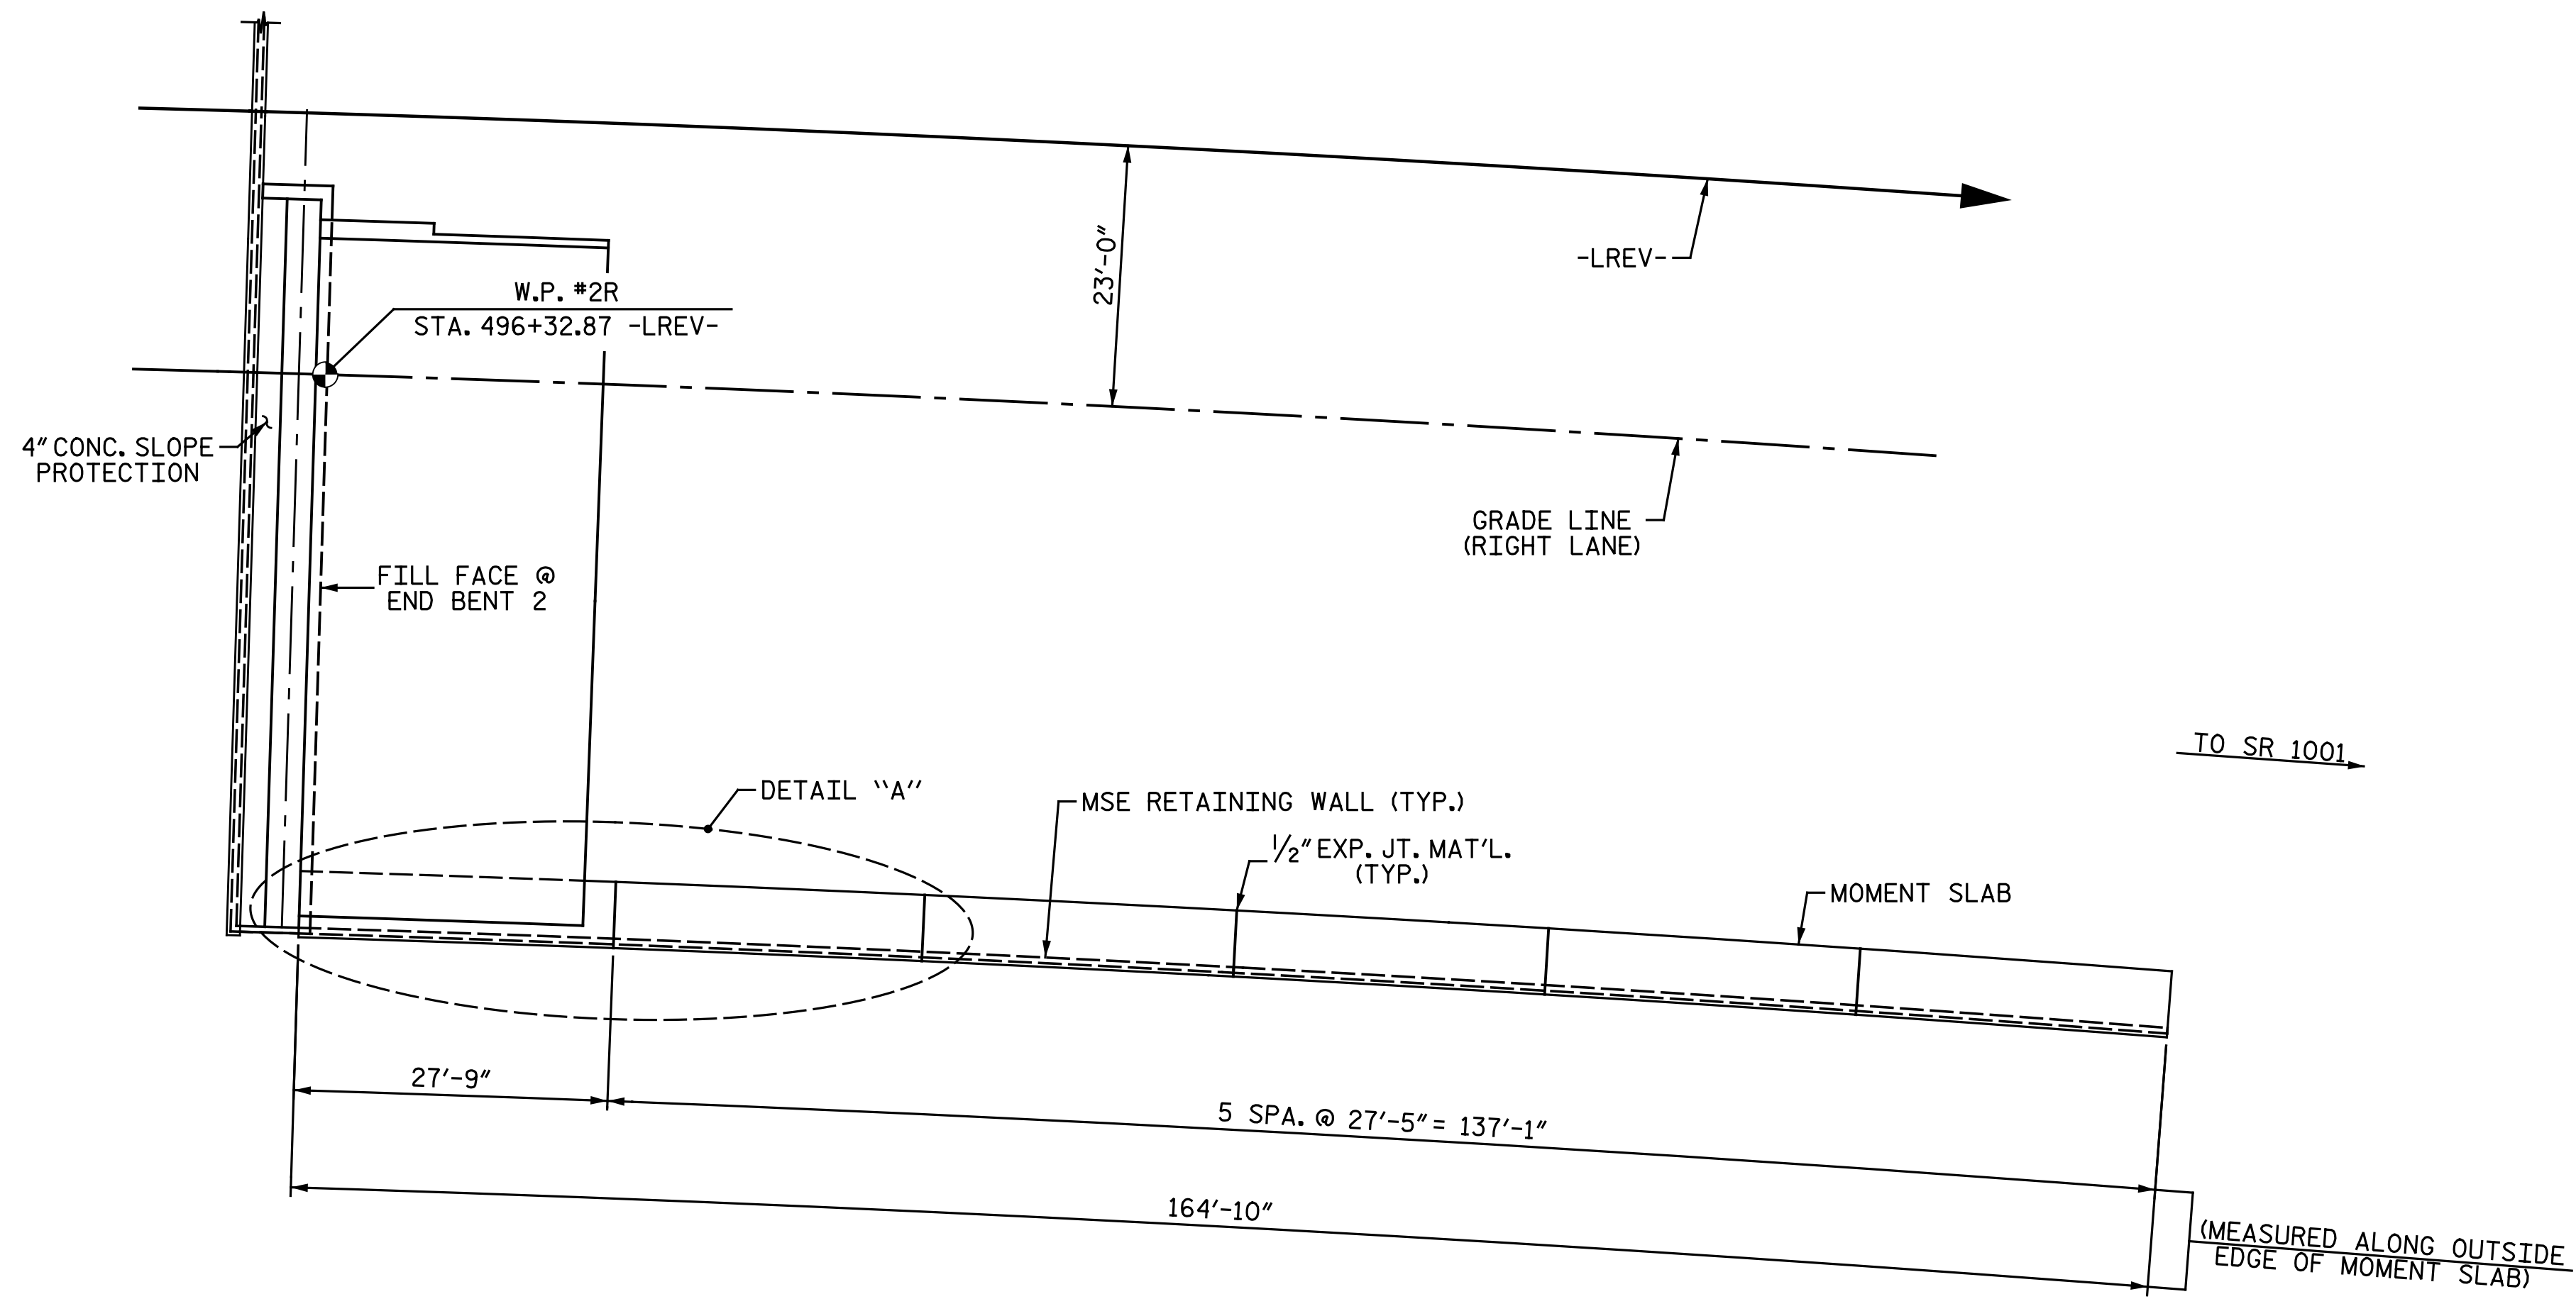 23'-0"
-LREV-
W.P. #2R
STA. 496+32.87 -LREV-
4" CONC. SLOPE
PROTECTION
GRADE LINE
(RIGHT LANE)
FILL FACE @
END BENT 2
TO SR 1001
DETAIL "A"
MSE RETAINING WALL (TYP.)
1/2" EXP. JT. MAT'L.
(TYP.)
MOMENT SLAB
27'-9"
5 SPA. @ 27'-5" = 137'-1"
164'-10"
(MEASURED ALONG OUTSIDE
EDGE OF MOMENT SLAB)